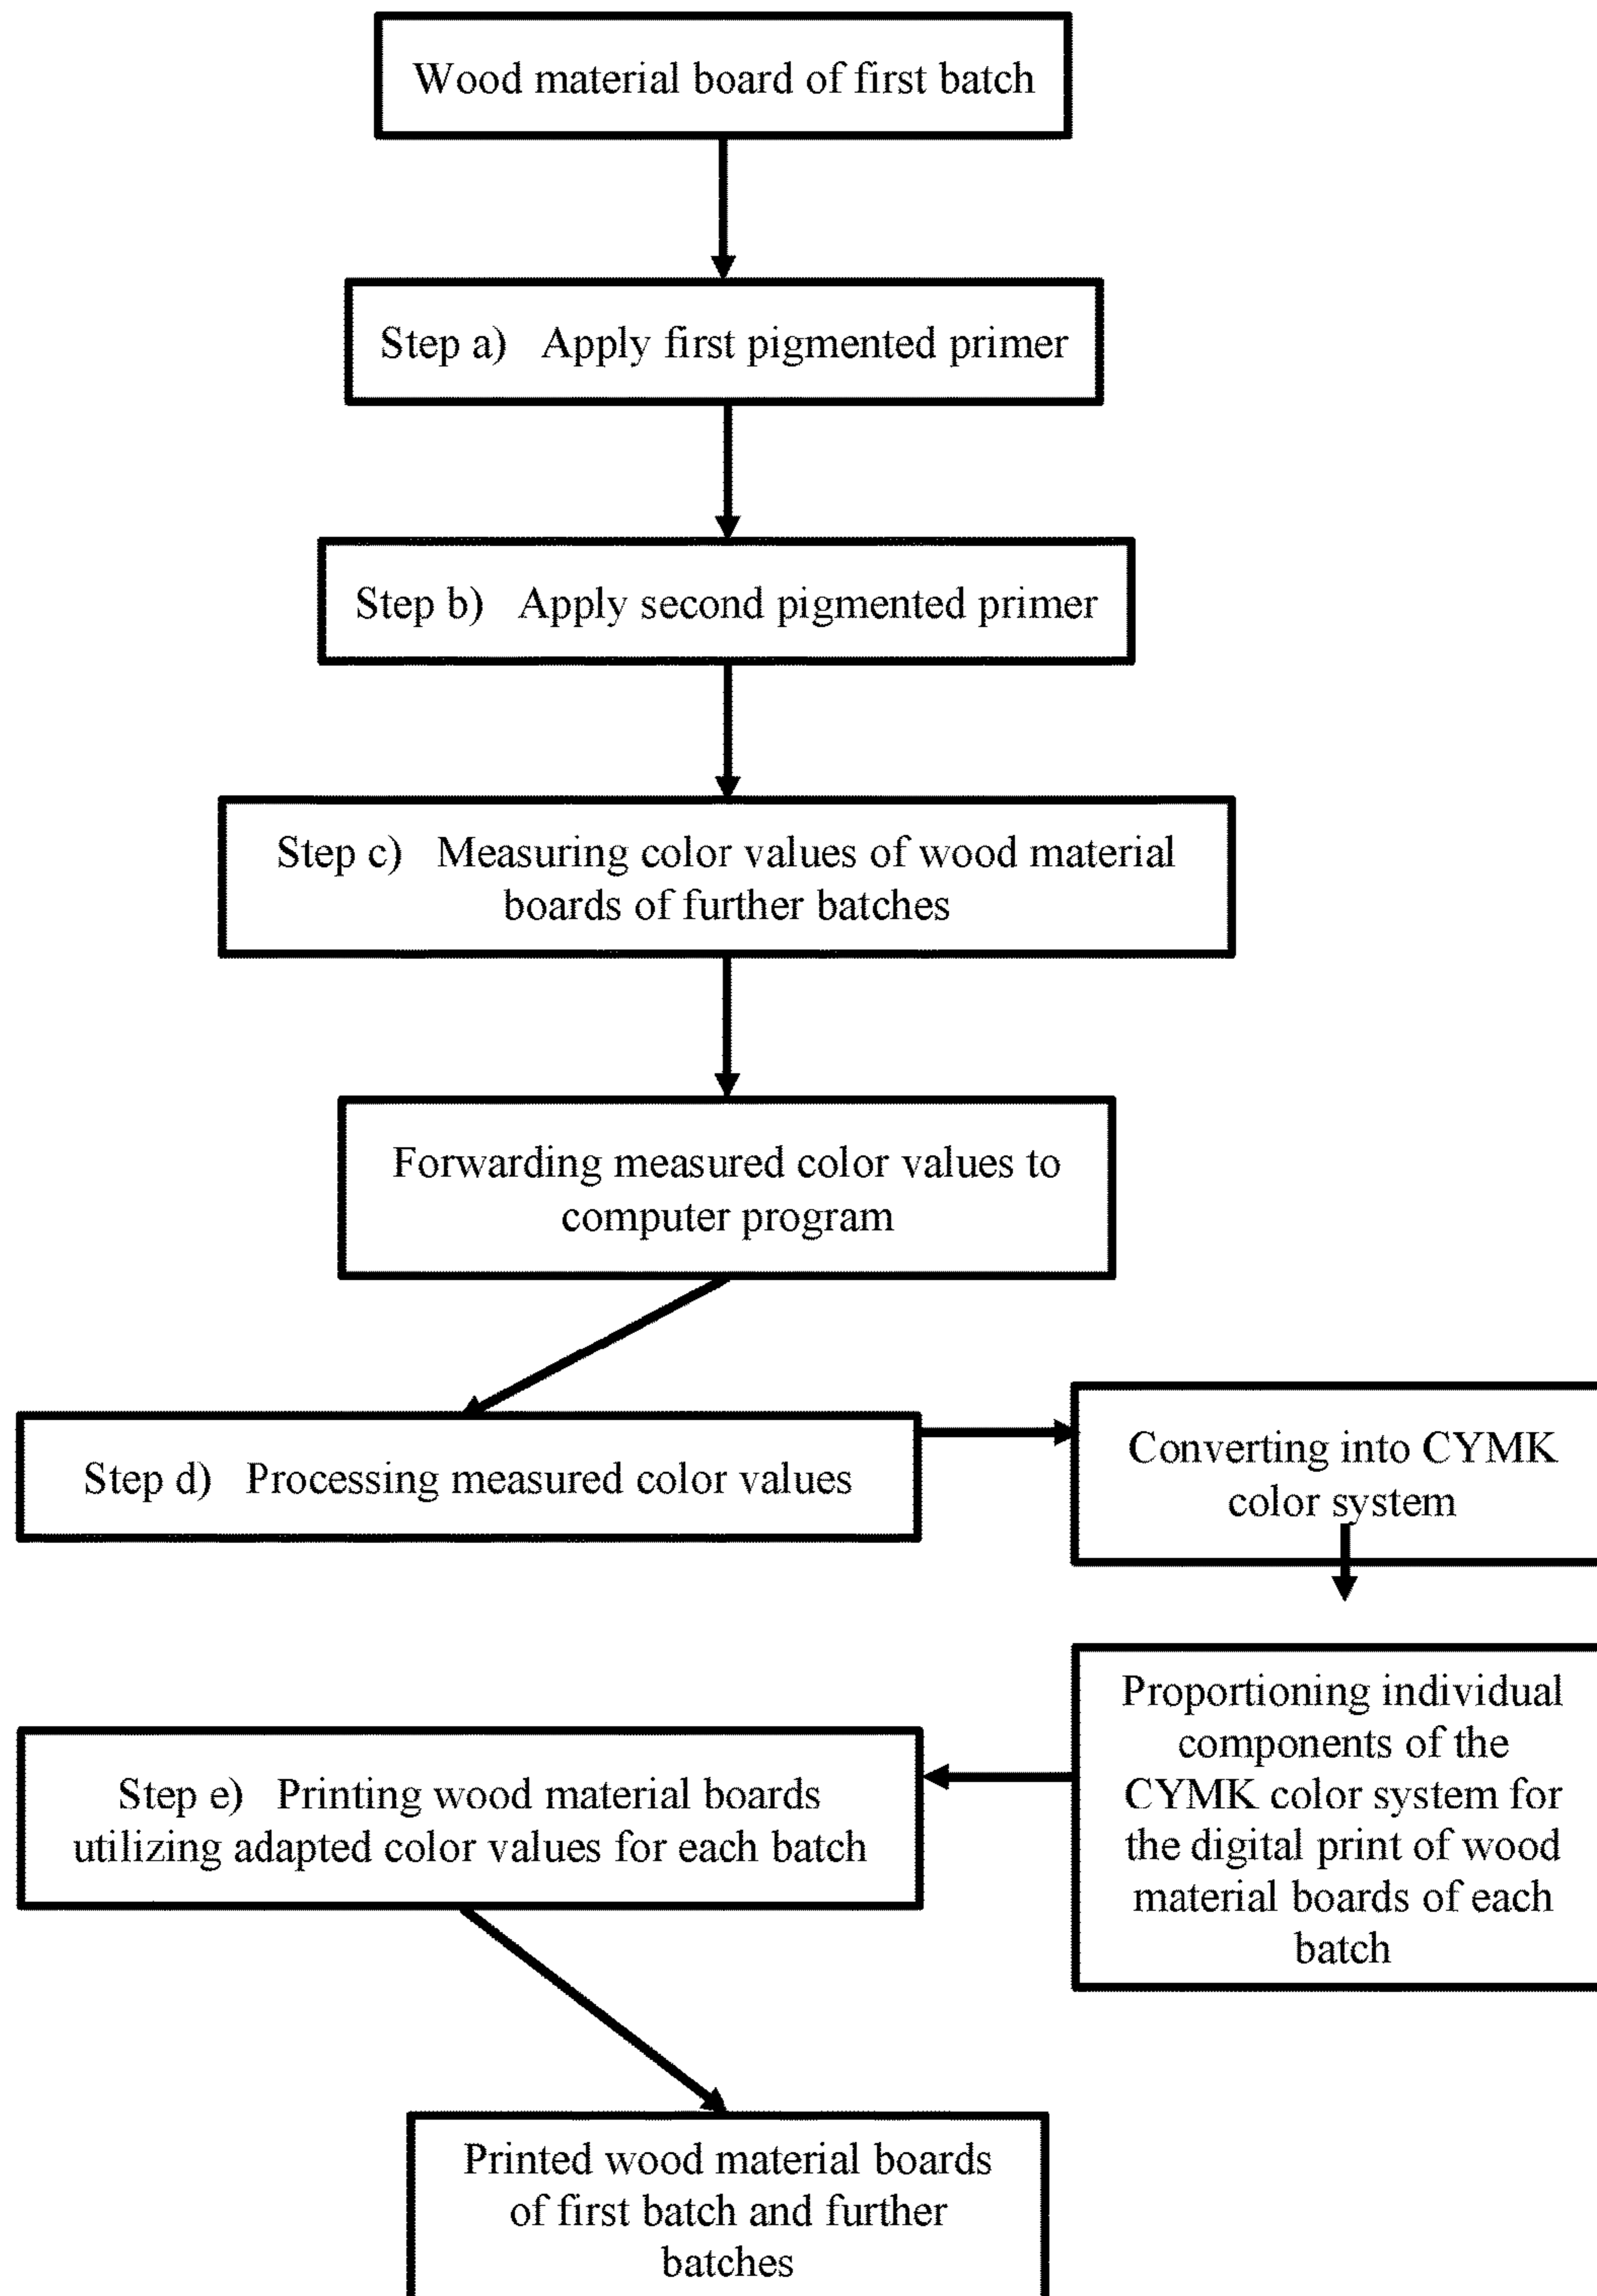 Wood material board of first batch
Step a) Apply first pigmented primer
Step b) Apply second pigmented primer
Step c) Measuring color values of wood material
boards of further batches
Forwarding measured color values to
computer program
Step d) Processing measured color values
Converting into CYMK
color system
Proportioning individual
components of the
CYMK color system for
the digital print of wood
material boards of each
batch
Step e) Printing wood material boards
utilizing adapted color values for each batch
Printed wood material boards
of first batch and further
batches